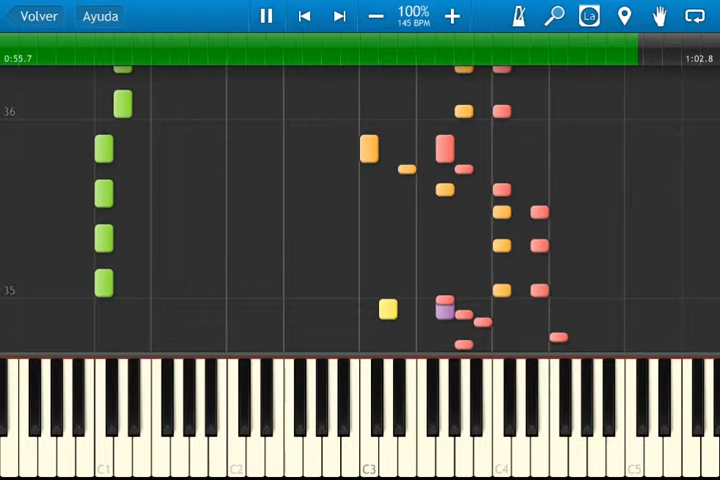 Volver
Ayuda
100%
145 BPM
La
0:55.7
1:02.8
36
35
C1
C2
C3
C4
C5